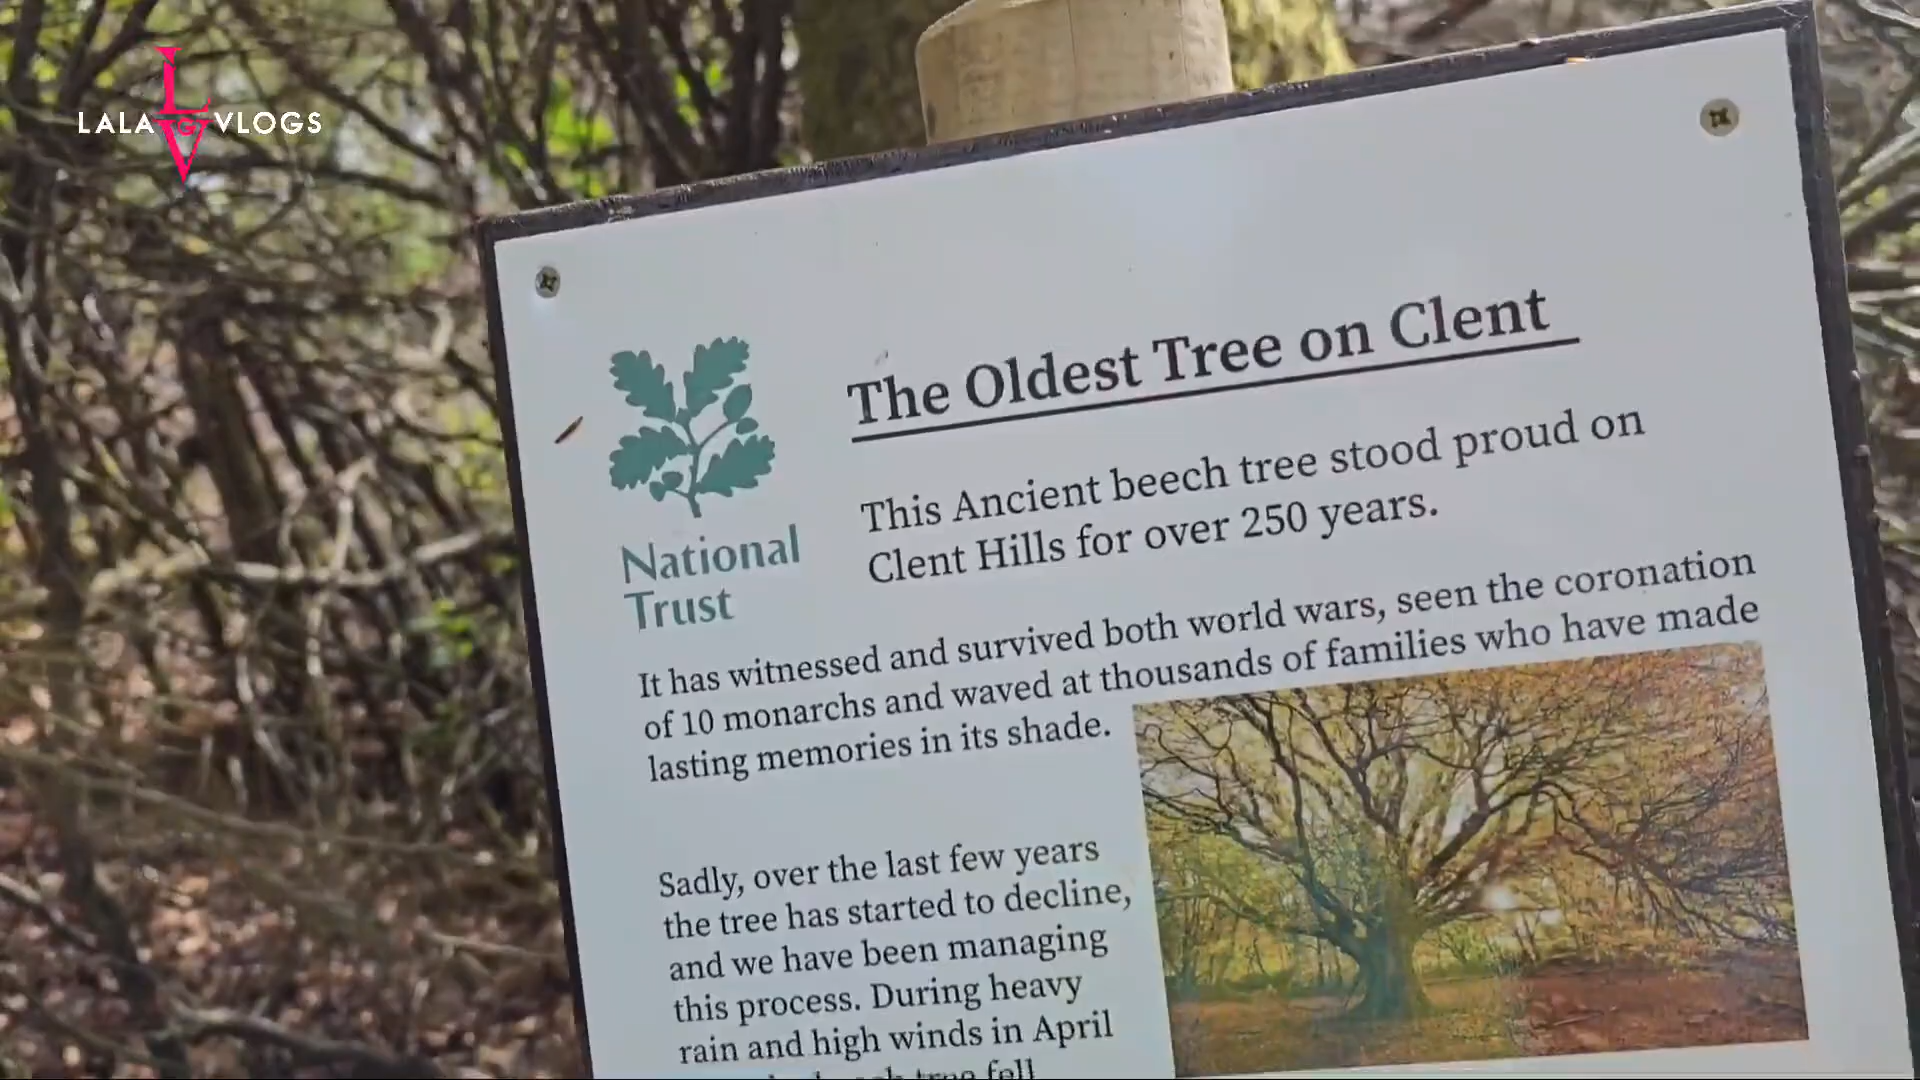 LALA G VLOGS
The Oldest Tree on Clent
This Ancient beech tree stood proud on
Clent Hills for over 250 years.
National
Trust
It has witnessed and survived both world wars, seen the coronation
of 10 monarchs and waved at thousands of families who have made
lasting memories in its shade.
Sadly, over the last few years
the tree has started to decline,
and we have been managing
this process. During heavy
rain and high winds in April
tree fell